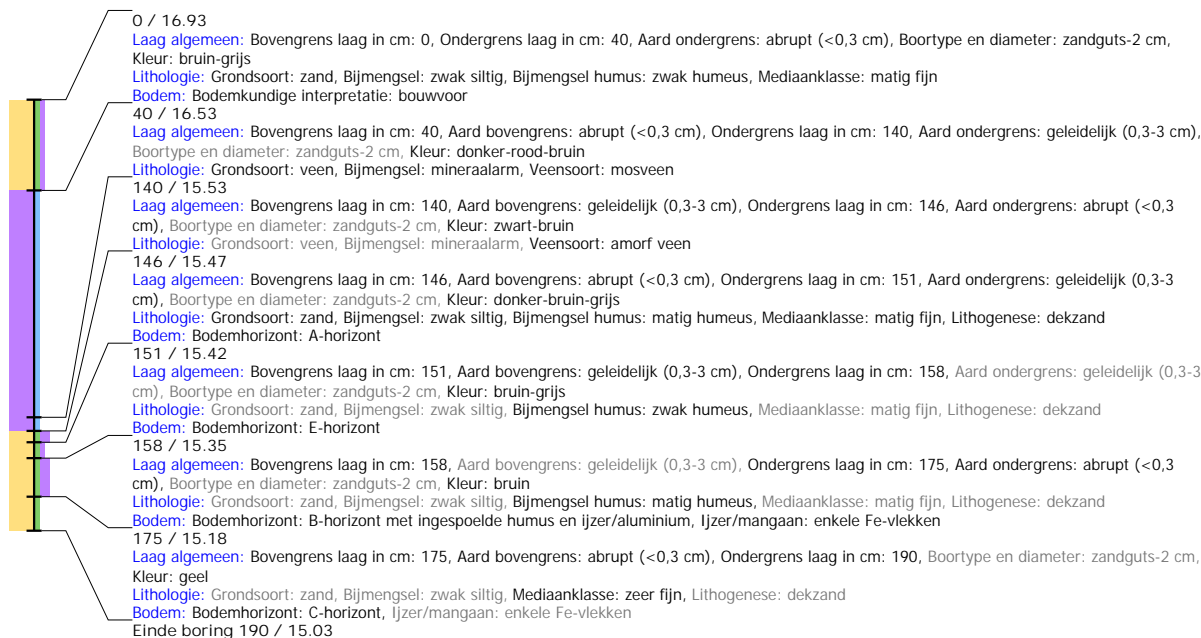 0 / 16.93
Laag algemeen: Bovengrens laag in cm: 0, Ondergrens laag in cm: 40, Aard ondergrens: abrupt (<0,3 cm), Boortype en diameter: zandguts-2 cm,
Kleur: bruin-grijs
Lithologie: Grondsoort: zand, Bijmengsel: zwak siltig, Bijmengsel humus: zwak humeus, Mediaanklasse: matig fijn
Bodem: Bodemkundige interpretatie: bouwvoor
40 / 16.53
Laag algemeen: Bovengrens laag in cm: 40, Aard bovengrens: abrupt (<0,3 cm), Ondergrens laag in cm: 140, Aard ondergrens: geleidelijk (0,3-3 cm),
Boortype en diameter: zandguts-2 cm, Kleur: donker-rood-bruin
Lithologie: Grondsoort: veen, Bijmengsel: mineraalarm, Veensoort: mosveen
140 / 15.53
Laag algemeen: Bovengrens laag in cm: 140, Aard bovengrens: geleidelijk (0,3-3 cm), Ondergrens laag in cm: 146, Aard ondergrens: abrupt (<0,3
cm), Boortype en diameter: zandguts-2 cm, Kleur: zwart-bruin
Lithologie: Grondsoort: veen, Bijmengsel: mineraalarm, Veensoort: amorf veen
146 / 15.47
Laag algemeen: Bovengrens laag in cm: 146, Aard bovengrens: abrupt (<0,3 cm), Ondergrens laag in cm: 151, Aard ondergrens: geleidelijk (0,3-3
cm), Boortype en diameter: zandguts-2 cm, Kleur: donker-bruin-grijs
Lithologie: Grondsoort: zand, Bijmengsel: zwak siltig, Bijmengsel humus: matig humeus, Mediaanklasse: matig fijn, Lithogenese: dekzand
Bodem: Bodemhorizont: A-horizont
151 / 15.42
Laag algemeen: Bovengrens laag in cm: 151, Aard bovengrens: geleidelijk (0,3-3 cm), Ondergrens laag in cm: 158, Aard ondergrens: geleidelijk (0,3-3
cm), Boortype en diameter: zandguts-2 cm, Kleur: bruin-grijs
Lithologie: Grondsoort: zand, Bijmengsel: zwak siltig, Bijmengsel humus: zwak humeus, Mediaanklasse: matig fijn, Lithogenese: dekzand
Bodem: Bodemhorizont: E-horizont
158 / 15.35
Laag algemeen: Bovengrens laag in cm: 158, Aard bovengrens: geleidelijk (0,3-3 cm), Ondergrens laag in cm: 175, Aard ondergrens: abrupt (<0,3
cm), Boortype en diameter: zandguts-2 cm, Kleur: bruin
Lithologie: Grondsoort: zand, Bijmengsel: zwak siltig, Bijmengsel humus: matig humeus, Mediaanklasse: matig fijn, Lithogenese: dekzand
Bodem: Bodemhorizont: B-horizont met ingespoelde humus en ijzer/aluminium, Ijzer/mangaan: enkele Fe-vlekken
175 / 15.18
Laag algemeen: Bovengrens laag in cm: 175, Aard bovengrens: abrupt (<0,3 cm), Ondergrens laag in cm: 190, Boortype en diameter: zandguts-2 cm,
Kleur: geel
Lithologie: Grondsoort: zand, Bijmengsel: zwak siltig, Mediaanklasse: zeer fijn, Lithogenese: dekzand
Bodem: Bodemhorizont: C-horizont, Ijzer/mangaan: enkele Fe-vlekken
Einde boring 190 / 15.03